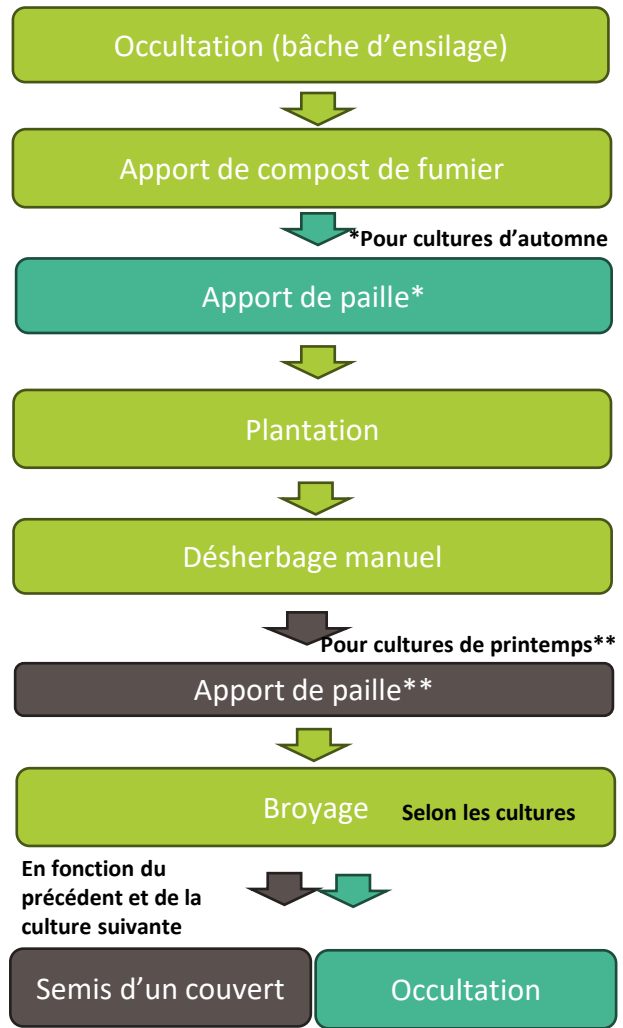 Occultation (bâche d'ensilage)
Apport de compost de fumier
*Pour cultures d'automne
Apport de paille*
Plantation
Désherbage manuel
Pour cultures de printemps**
Apport de paille**
Broyage
Selon les cultures
En fonction du
précédent et de la
culture suivante
Semis d'un couvert
Occultation